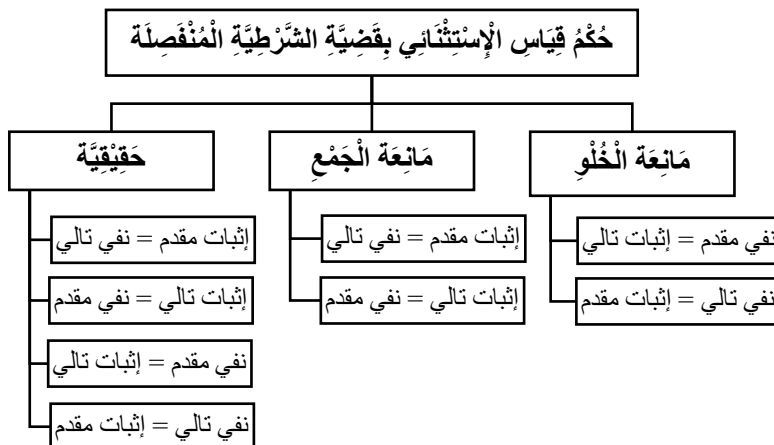 حُكْمُ قِيَاسِ الْإِسْتِثْنَائِي بِقَضِيَّةِ الشَّرْطِيَّةِ الْمُنْفَصِلَة
مَانِعَة الْخُلْوِ
نفي مقدم = إثبات تالي
نفي تالي = إثبات مقدم
مَانِعَة الْجَمْعِ
إثبات مقدم = نفي تالي
إثبات تالي = نفي مقدم
حَقِيْقِيَّة
إثبات مقدم = نفي تالي
إثبات تالي = نفي مقدم
نفي مقدم = إثبات تالي
نفي تالي = إثبات مقدم